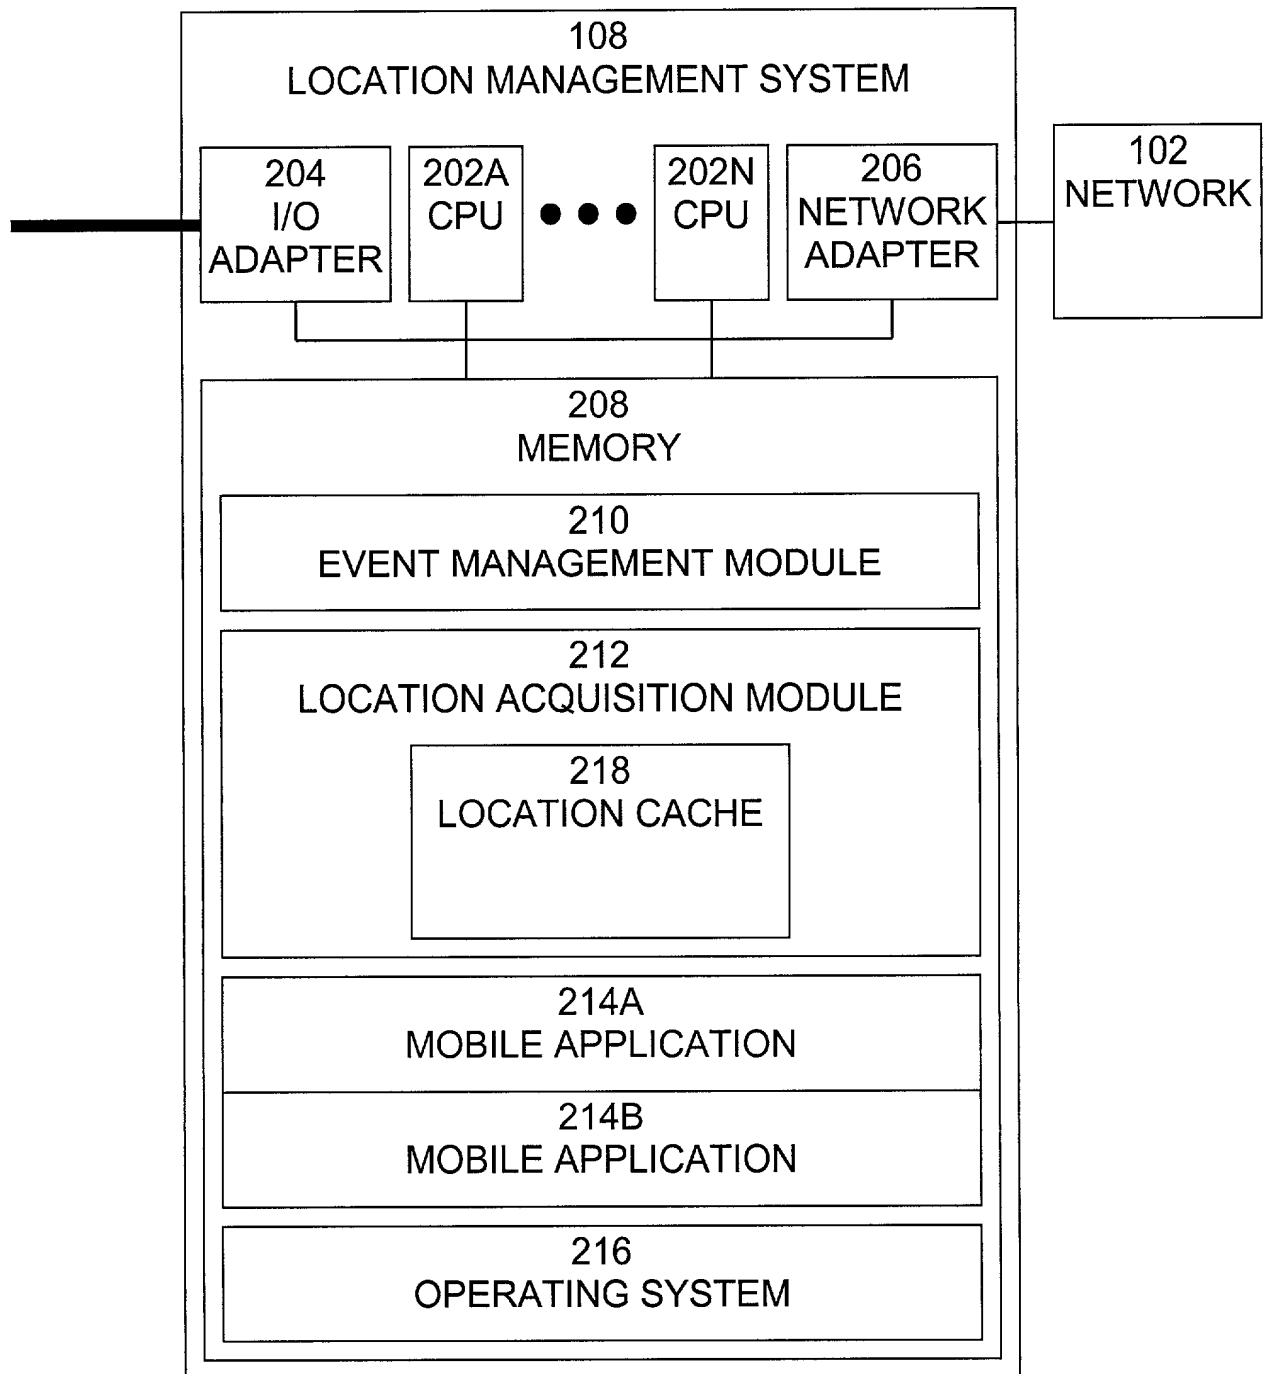 108
LOCATION MANAGEMENT SYSTEM
204
I/O
ADAPTER
202A
CPU
202N
CPU
206
NETWORK
ADAPTER
102
NETWORK
208
MEMORY
210
EVENT MANAGEMENT MODULE
212
LOCATION ACQUISITION MODULE
218
LOCATION CACHE
214A
MOBILE APPLICATION
214B
MOBILE APPLICATION
216
OPERATING SYSTEM